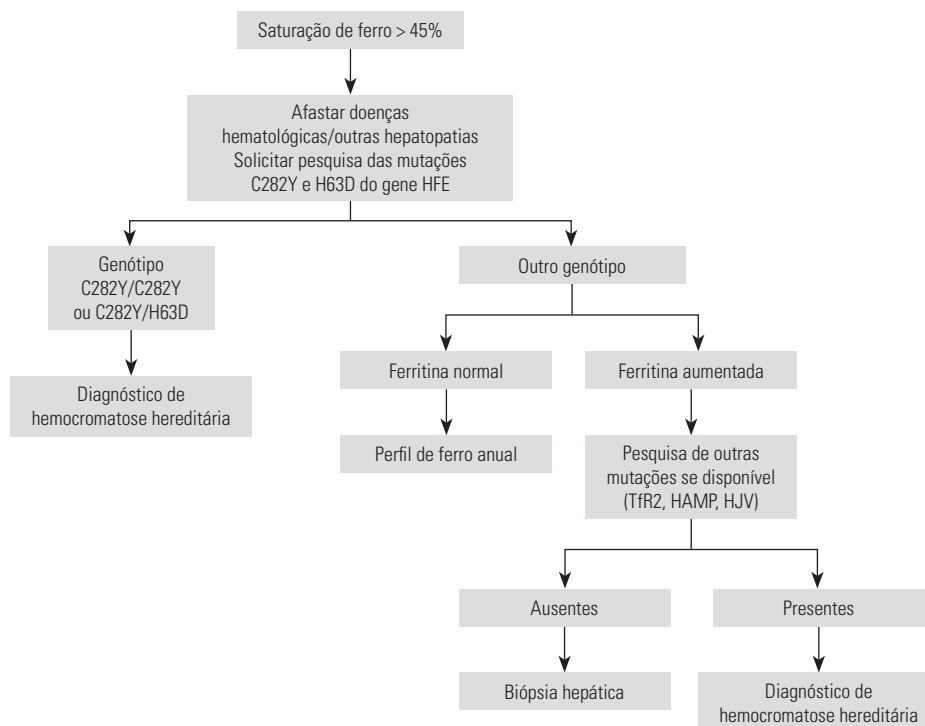 Saturação de ferro > 45%
Afastar doenças
hematológicas/outras hepatopatias
Solicitar pesquisa das mutações
C282Y e H63D do gene HFE
Genótipo
C282Y/C282Y
ou C282Y/H63D
Outro genótipo
Diagnóstico de
hemocromatose hereditária
Ferritina normal
Ferritina aumentada
Perfil de ferro anual
Pesquisa de outras
mutações se disponível
(TfR2, HAMP, HJV)
Ausentes
Presentes
Biópsia hepática
Diagnóstico de
hemocromatose hereditária